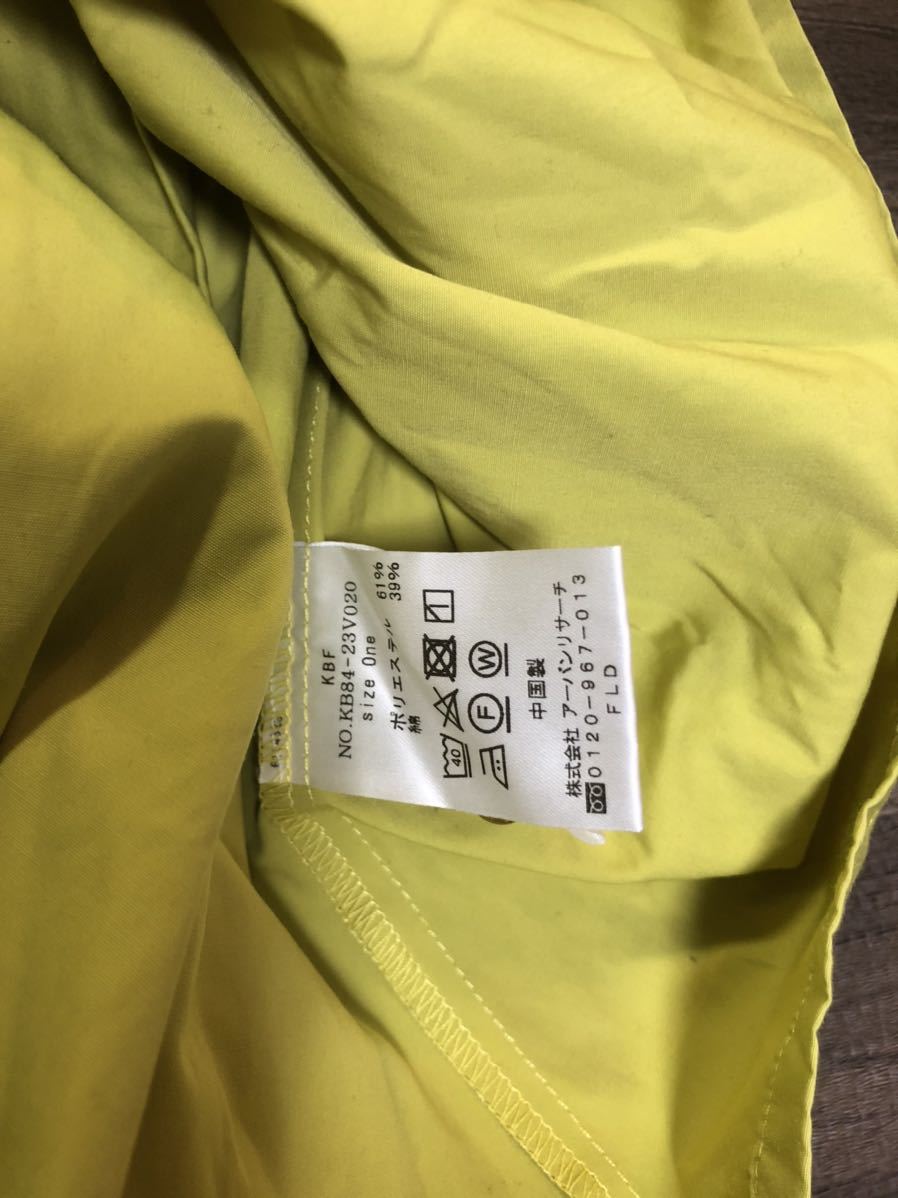 KBF
NO.KB84-23V020
size One
ポリエステル 61%
綿 39%
40
F W
中国製
株式会社 アーバンリサーチ
0120-967-013
FLD